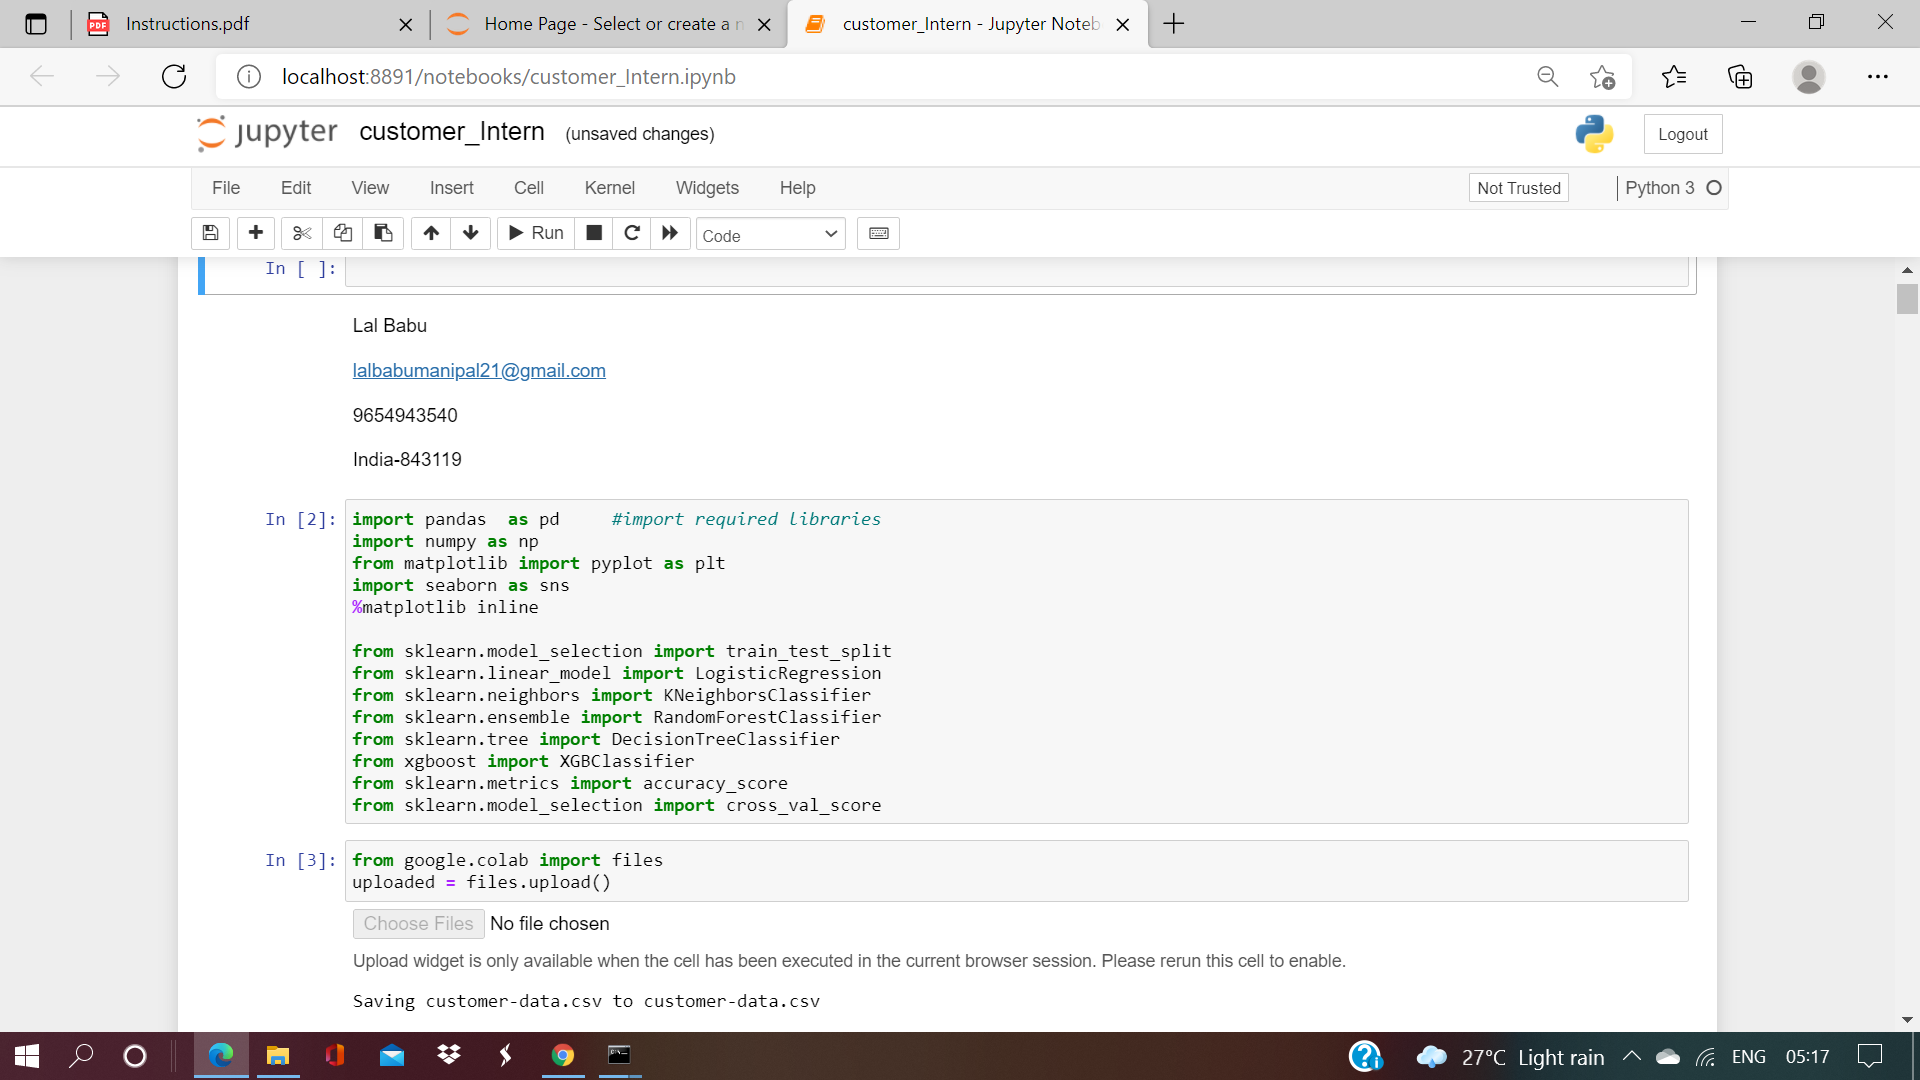 Instructions.pdf
Home Page - Select or create a n
customer_Intern - Jupyter Noteb
localhost:8891/notebooks/customer_Intern.ipynb
jupyter customer_Intern (unsaved changes)
Logout
File Edit View Insert Cell Kernel Widgets Help
Not Trusted
Python 3
Run
Code
In [ ]:
Lal Babu
lalbabumanipal21@gmail.com
9654943540
India-843119
In [2]: import pandas  as pd     #import required libraries
import numpy as np
from matplotlib import pyplot as plt
import seaborn as sns
%matplotlib inline
from sklearn.model_selection import train_test_split
from sklearn.linear_model import LogisticRegression
from sklearn.neighbors import KNeighborsClassifier
from sklearn.ensemble import RandomForestClassifier
from sklearn.tree import DecisionTreeClassifier
from xgboost import XGBClassifier
from sklearn.metrics import accuracy_score
from sklearn.model_selection import cross_val_score
In [3]: from google.colab import files
uploaded = files.upload()
Choose Files No file chosen
Upload widget is only available when the cell has been executed in the current browser session. Please rerun this cell to enable.
Saving customer-data.csv to customer-data.csv
27°C Light rain
ENG
05:17